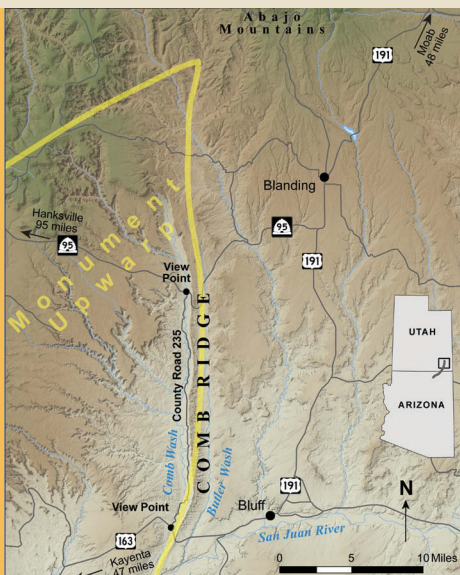 Abajo
Mountains
191
Moab
48 miles
Blanding
Hanksville
95 miles
95
95
191
Monument
Upwarp
View
Point
COMB RIDGE
County Road 235
UTAH
ARIZONA
Comb Wash
Butler Wash
191
N
View Point
Bluff
San Juan River
163
Kayenta
47 miles
0 5 10 Miles